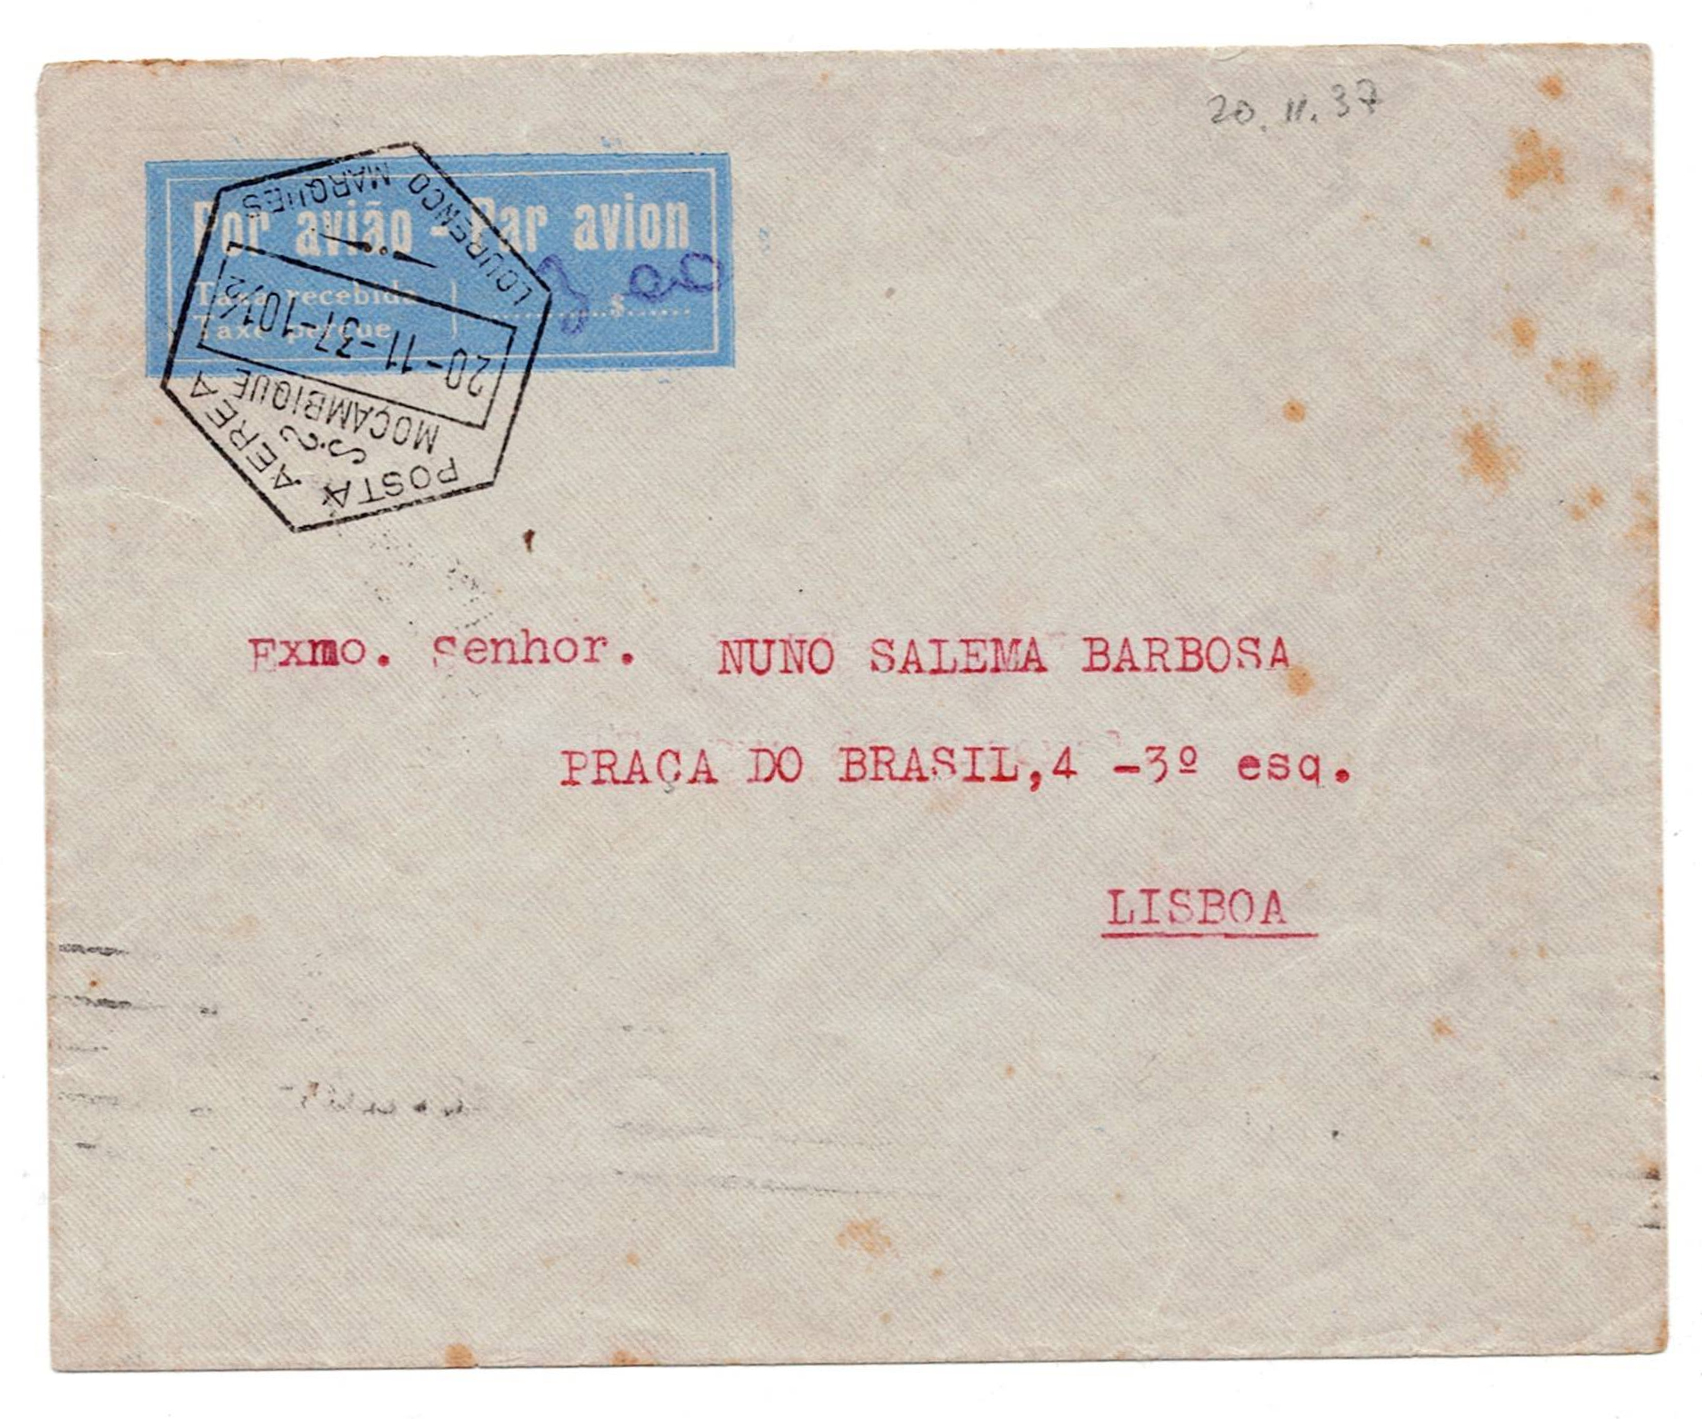 20.11.37
Por avião - Par avion
Taxa recebida
Taxe perçue
$
LOURENCO MARQUES
20-11-37-10½
MOÇAMBIQUE
POSTA AEREA
Exmo. Senhor. NUNO SALEMA BARBOSA
PRAÇA DO BRASIL,4 -3º esq.
LISBOA